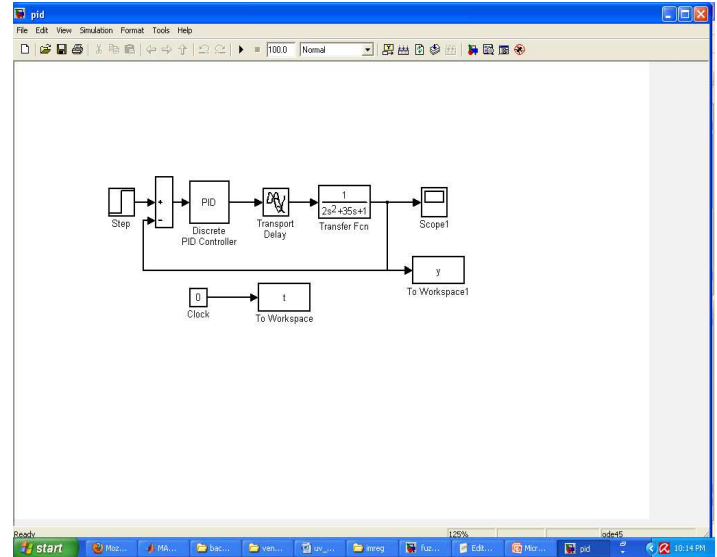 pid
File Edit View Simulation Format Tools Help
100.0 Normal
Step
+
−
PID
Discrete
PID Controller
Transport
Delay
1
2s²+35s+1
Transfer Fcn
Scope1
y
To Workspace1
0
Clock
t
To Workspace
Ready 125% ode45
start Moz... MA... bac... ven... uv_... imreg fuz... Edit... Micr... pid 10:14 PM